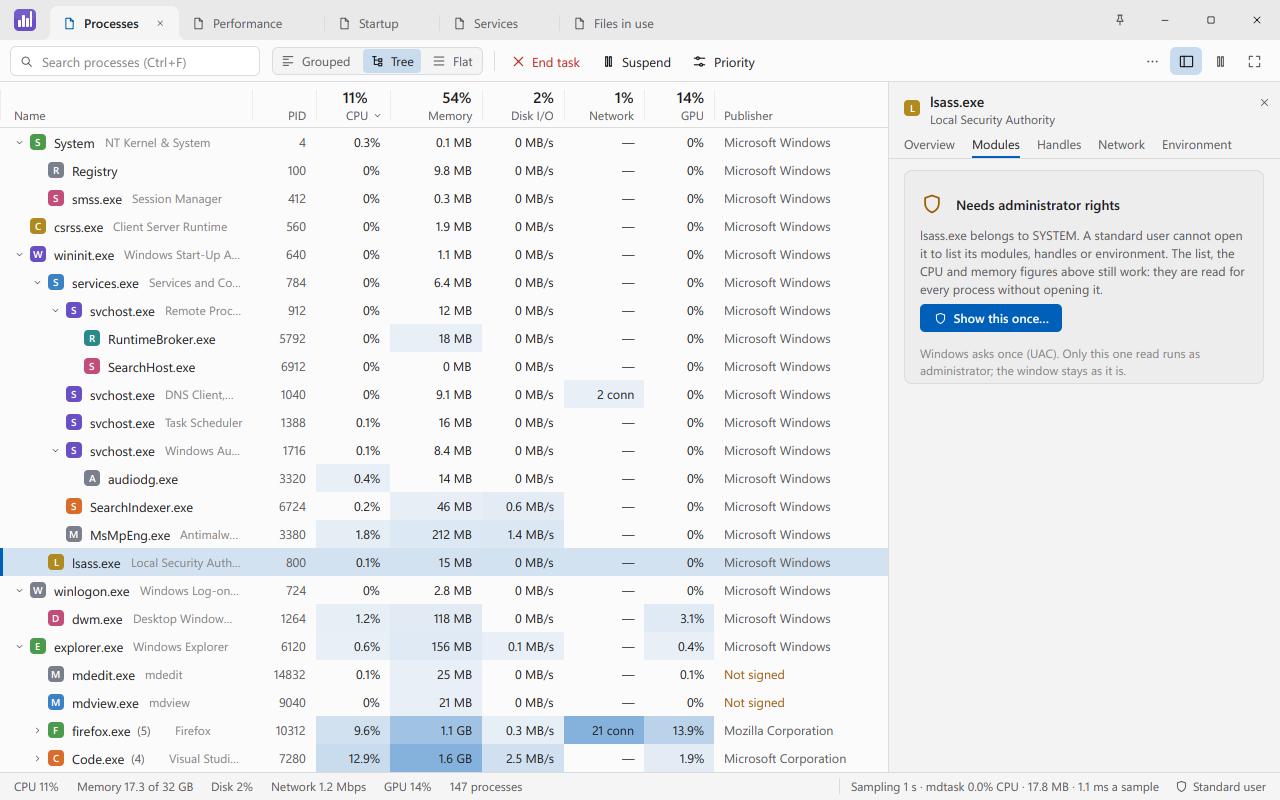 Processes
Performance
Startup
Services
Files in use
Search processes (Ctrl+F)
Grouped
Tree
Flat
End task
Suspend
Priority
11% 54% 2% 1% 14%
Name PID CPU Memory Disk I/O Network GPU Publisher
S System NT Kernel & System 4 0.3% 0.1 MB 0 MB/s — 0% Microsoft Windows
R Registry 100 0% 9.8 MB 0 MB/s — 0% Microsoft Windows
S smss.exe Session Manager 412 0% 0.3 MB 0 MB/s — 0% Microsoft Windows
C csrss.exe Client Server Runtime 560 0% 1.9 MB 0 MB/s — 0% Microsoft Windows
W wininit.exe Windows Start-Up A... 640 0% 1.1 MB 0 MB/s — 0% Microsoft Windows
S services.exe Services and Co... 784 0% 6.4 MB 0 MB/s — 0% Microsoft Windows
S svchost.exe Remote Proc... 912 0% 12 MB 0 MB/s — 0% Microsoft Windows
R RuntimeBroker.exe 5792 0% 18 MB 0 MB/s — 0% Microsoft Windows
S SearchHost.exe 6912 0% 0 MB 0 MB/s — 0% Microsoft Windows
S svchost.exe DNS Client,... 1040 0% 9.1 MB 0 MB/s 2 conn 0% Microsoft Windows
S svchost.exe Task Scheduler 1388 0.1% 16 MB 0 MB/s — 0% Microsoft Windows
S svchost.exe Windows Au... 1716 0.1% 8.4 MB 0 MB/s — 0% Microsoft Windows
A audiodg.exe 3320 0.4% 14 MB 0 MB/s — 0% Microsoft Windows
S SearchIndexer.exe 6724 0.2% 46 MB 0.6 MB/s — 0% Microsoft Windows
M MsMpEng.exe Antimalw... 3380 1.8% 212 MB 1.4 MB/s — 0% Microsoft Windows
L lsass.exe Local Security Auth... 800 0.1% 15 MB 0 MB/s — 0% Microsoft Windows
W winlogon.exe Windows Log-on... 724 0% 2.8 MB 0 MB/s — 0% Microsoft Windows
D dwm.exe Desktop Window... 1264 1.2% 118 MB 0 MB/s — 3.1% Microsoft Windows
E explorer.exe Windows Explorer 6120 0.6% 156 MB 0.1 MB/s — 0.4% Microsoft Windows
M mdedit.exe mdedit 14832 0.1% 25 MB 0 MB/s — 0.1% Not signed
M mdview.exe mdview 9040 0% 21 MB 0 MB/s — 0% Not signed
F firefox.exe (5) Firefox 10312 9.6% 1.1 GB 0.3 MB/s 21 conn 13.9% Mozilla Corporation
C Code.exe (4) Visual Studi... 7280 12.9% 1.6 GB 2.5 MB/s — 1.9% Microsoft Corporation
L lsass.exe
Local Security Authority
Overview Modules Handles Network Environment
Needs administrator rights
lsass.exe belongs to SYSTEM. A standard user cannot open
it to list its modules, handles or environment. The list, the
CPU and memory figures above still work: they are read for
every process without opening it.
Show this once...
Windows asks once (UAC). Only this one read runs as
administrator; the window stays as it is.
CPU 11% Memory 17.3 of 32 GB Disk 2% Network 1.2 Mbps GPU 14% 147 processes
Sampling 1 s · mdtask 0.0% CPU · 17.8 MB · 1.1 ms a sample Standard user